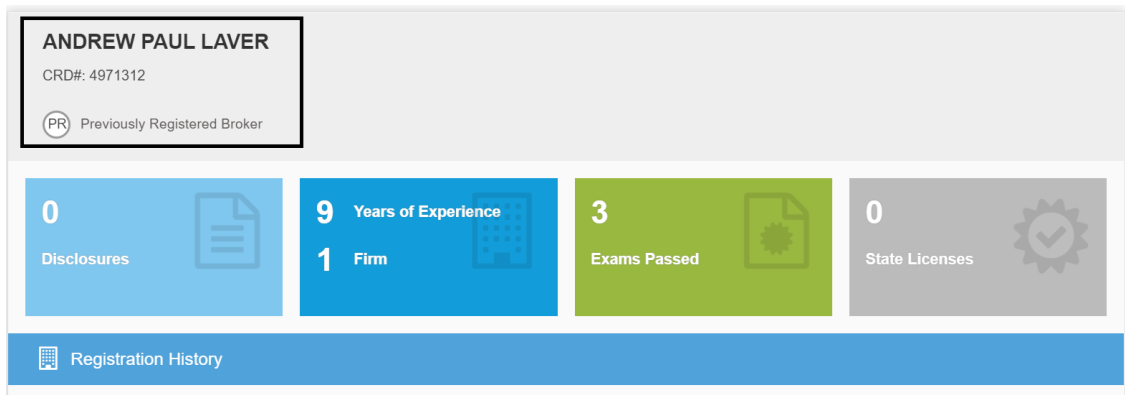 ANDREW PAUL LAVER
CRD#: 4971312
PR Previously Registered Broker
0
Disclosures
9 Years of Experience
1 Firm
3
Exams Passed
0
State Licenses
Registration History